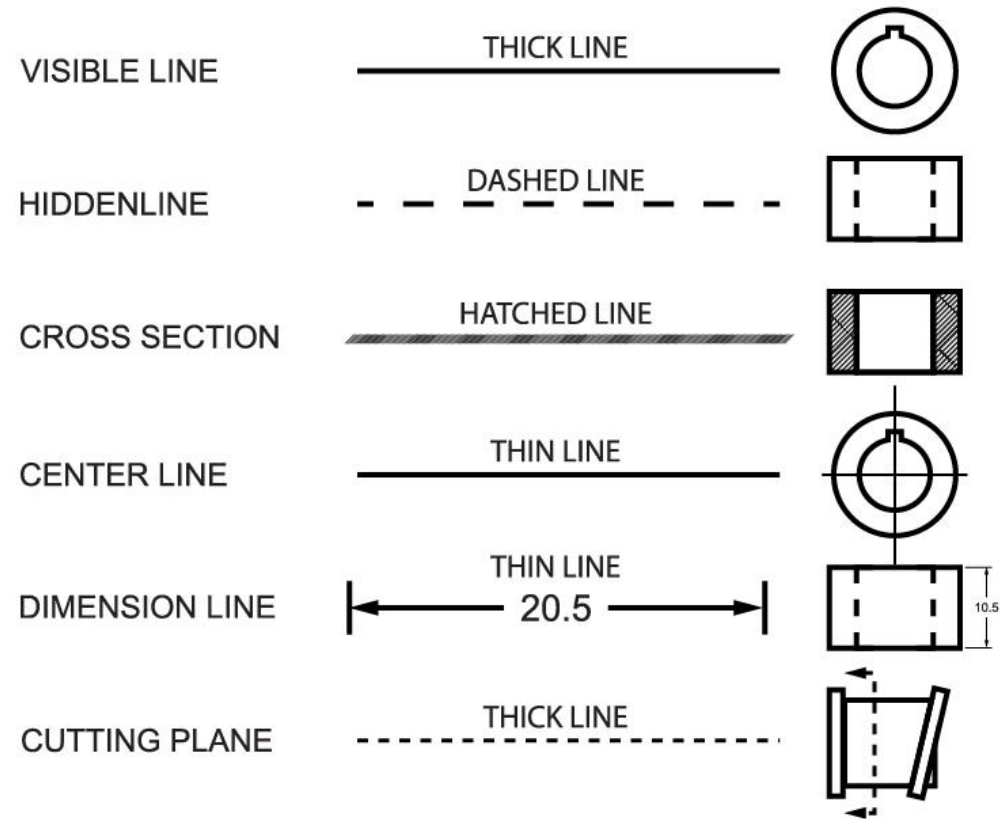 VISIBLE LINE
THICK LINE
HIDDENLINE
DASHED LINE
CROSS SECTION
HATCHED LINE
CENTER LINE
THIN LINE
DIMENSION LINE
THIN LINE
20.5
10.5
CUTTING PLANE
THICK LINE